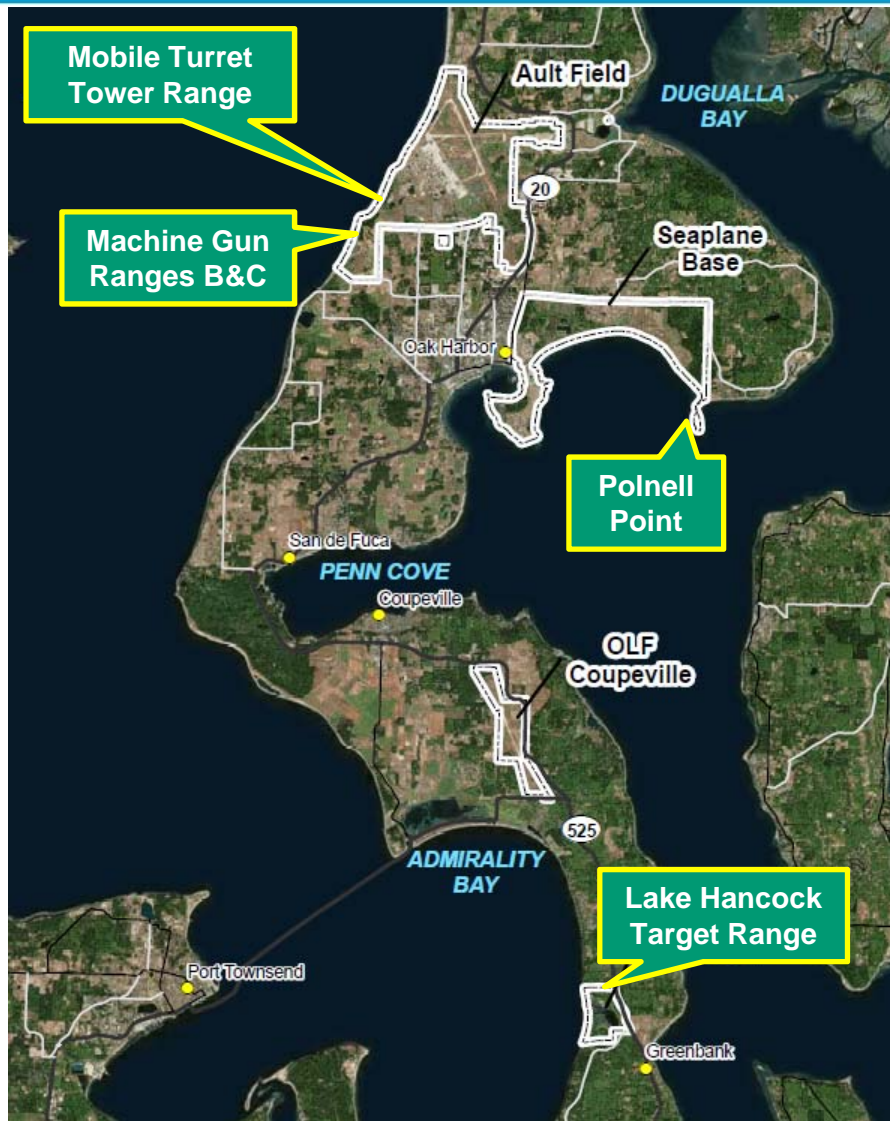 Mobile Turret
Tower Range
Ault Field
DUGUALLA
BAY
20
Machine Gun
Ranges B&C
Seaplane
Base
Oak Harbor
Polnell
Point
San de Fuca
PENN COVE
Coupeville
OLF
Coupeville
525
ADMIRALITY
BAY
Lake Hancock
Target Range
Port Townsend
Greenbank